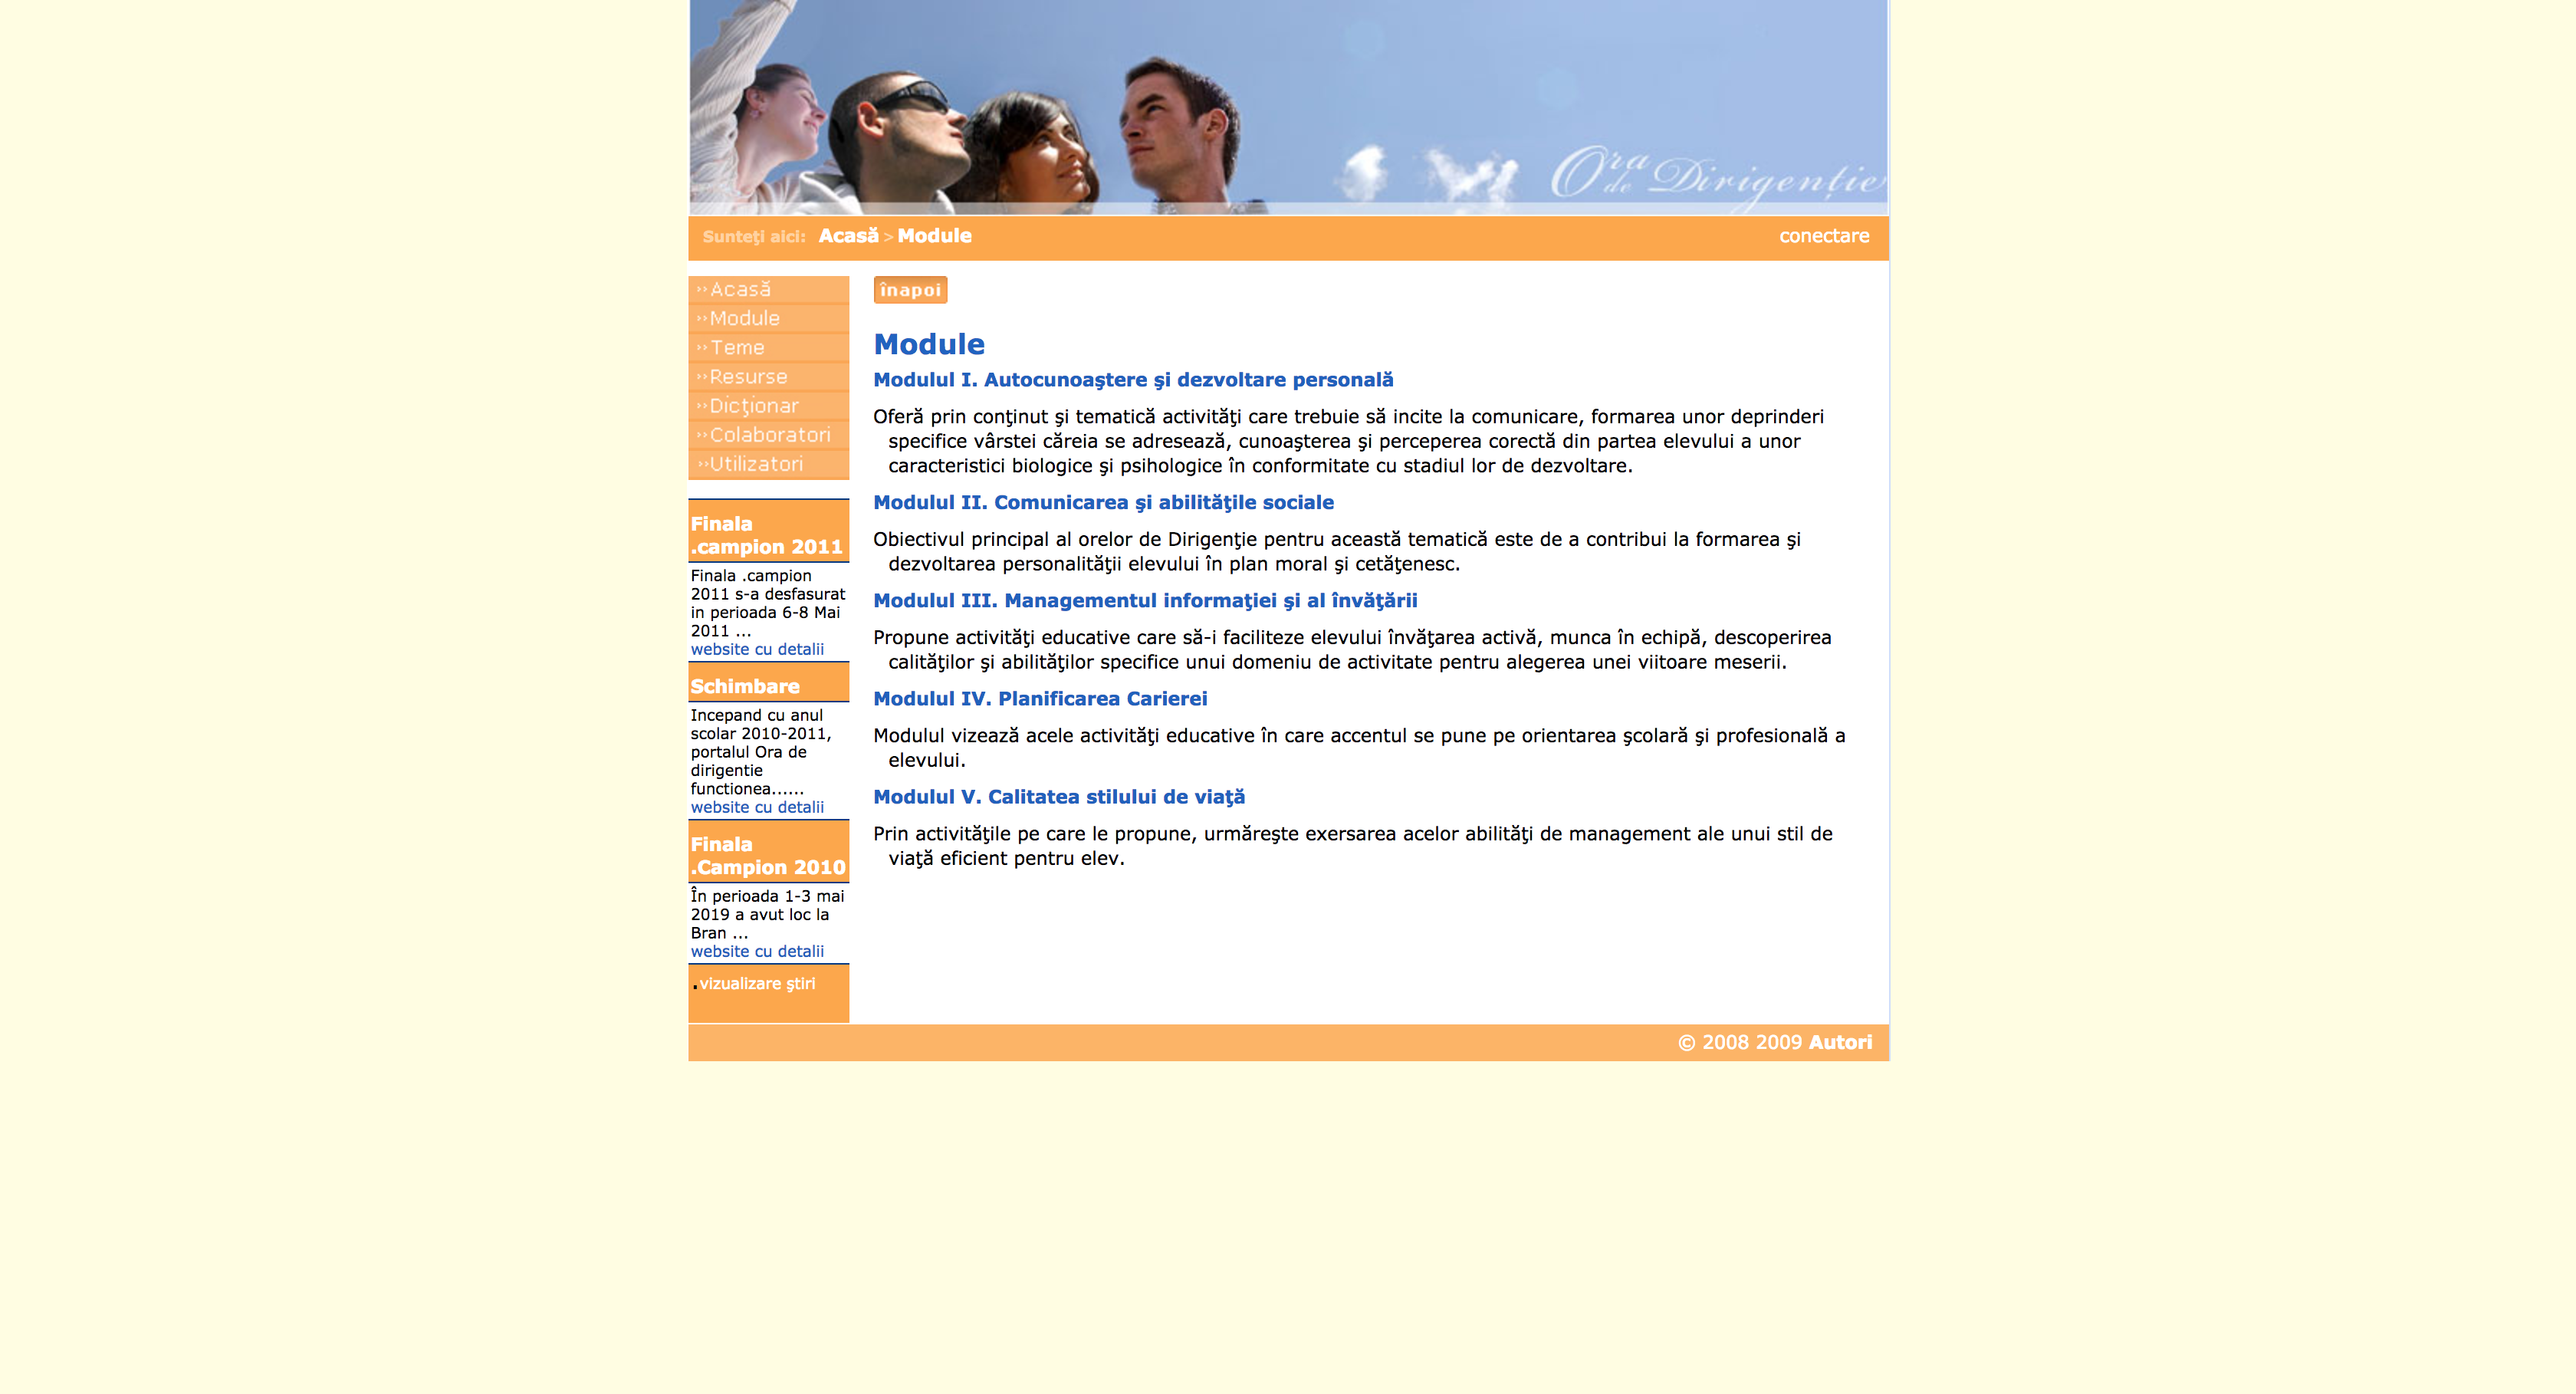 Ora de Dirigenție
Sunteţi aici: Acasă > Module
conectare
››Acasă
››Module
››Teme
››Resurse
››Dicţionar
››Colaboratori
››Utilizatori
Finala
.campion 2011
Finala .campion
2011 s-a desfasurat
in perioada 6-8 Mai
2011 ...
website cu detalii
Schimbare
Incepand cu anul
scolar 2010-2011,
portalul Ora de
dirigentie
functionea......
website cu detalii
Finala
.Campion 2010
În perioada 1-3 mai
2019 a avut loc la
Bran ...
website cu detalii
.vizualizare ştiri
înapoi
Module
Modulul I. Autocunoaştere şi dezvoltare personală
Oferă prin conţinut şi tematică activităţi care trebuie să incite la comunicare, formarea unor deprinderi
specifice vârstei căreia se adresează, cunoaşterea şi perceperea corectă din partea elevului a unor
caracteristici biologice şi psihologice în conformitate cu stadiul lor de dezvoltare.
Modulul II. Comunicarea şi abilităţile sociale
Obiectivul principal al orelor de Dirigenţie pentru această tematică este de a contribui la formarea şi
dezvoltarea personalităţii elevului în plan moral şi cetăţenesc.
Modulul III. Managementul informaţiei şi al învăţării
Propune activităţi educative care să-i faciliteze elevului învăţarea activă, munca în echipă, descoperirea
calităţilor şi abilităţilor specifice unui domeniu de activitate pentru alegerea unei viitoare meserii.
Modulul IV. Planificarea Carierei
Modulul vizează acele activităţi educative în care accentul se pune pe orientarea şcolară şi profesională a
elevului.
Modulul V. Calitatea stilului de viaţă
Prin activităţile pe care le propune, urmăreşte exersarea acelor abilităţi de management ale unui stil de
viaţă eficient pentru elev.
© 2008 2009 Autori